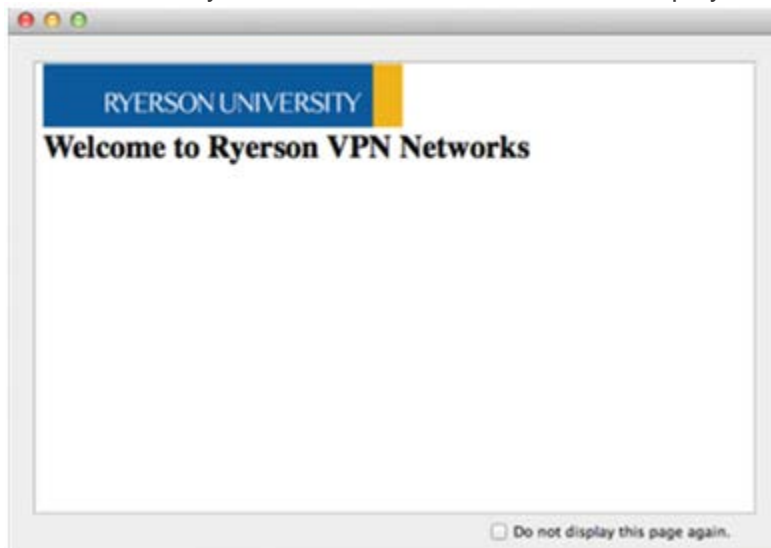 RYERSON UNIVERSITY
Welcome to Ryerson VPN Networks
Do not display this page again.